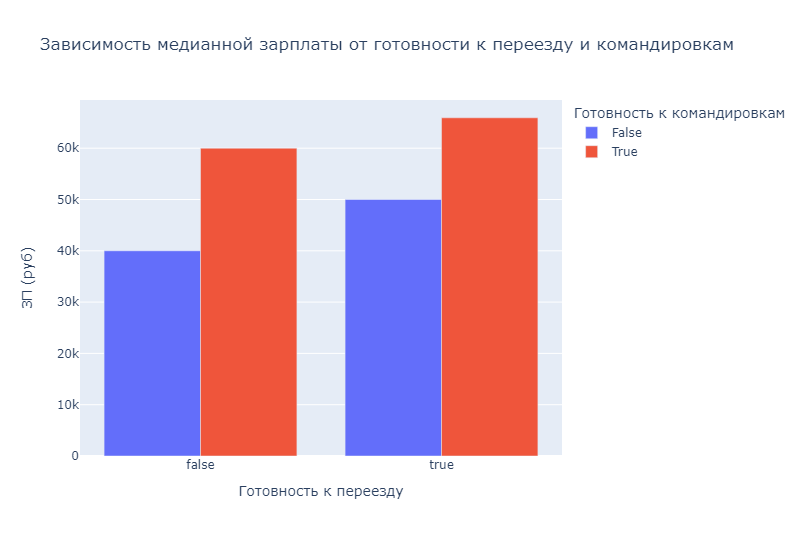 Зависимость медианной зарплаты от готовности к переезду и командировкам
Готовность к командировкам
False
True
60k
50k
40k
30k
20k
10k
0
ЗП (руб)
false
true
Готовность к переезду